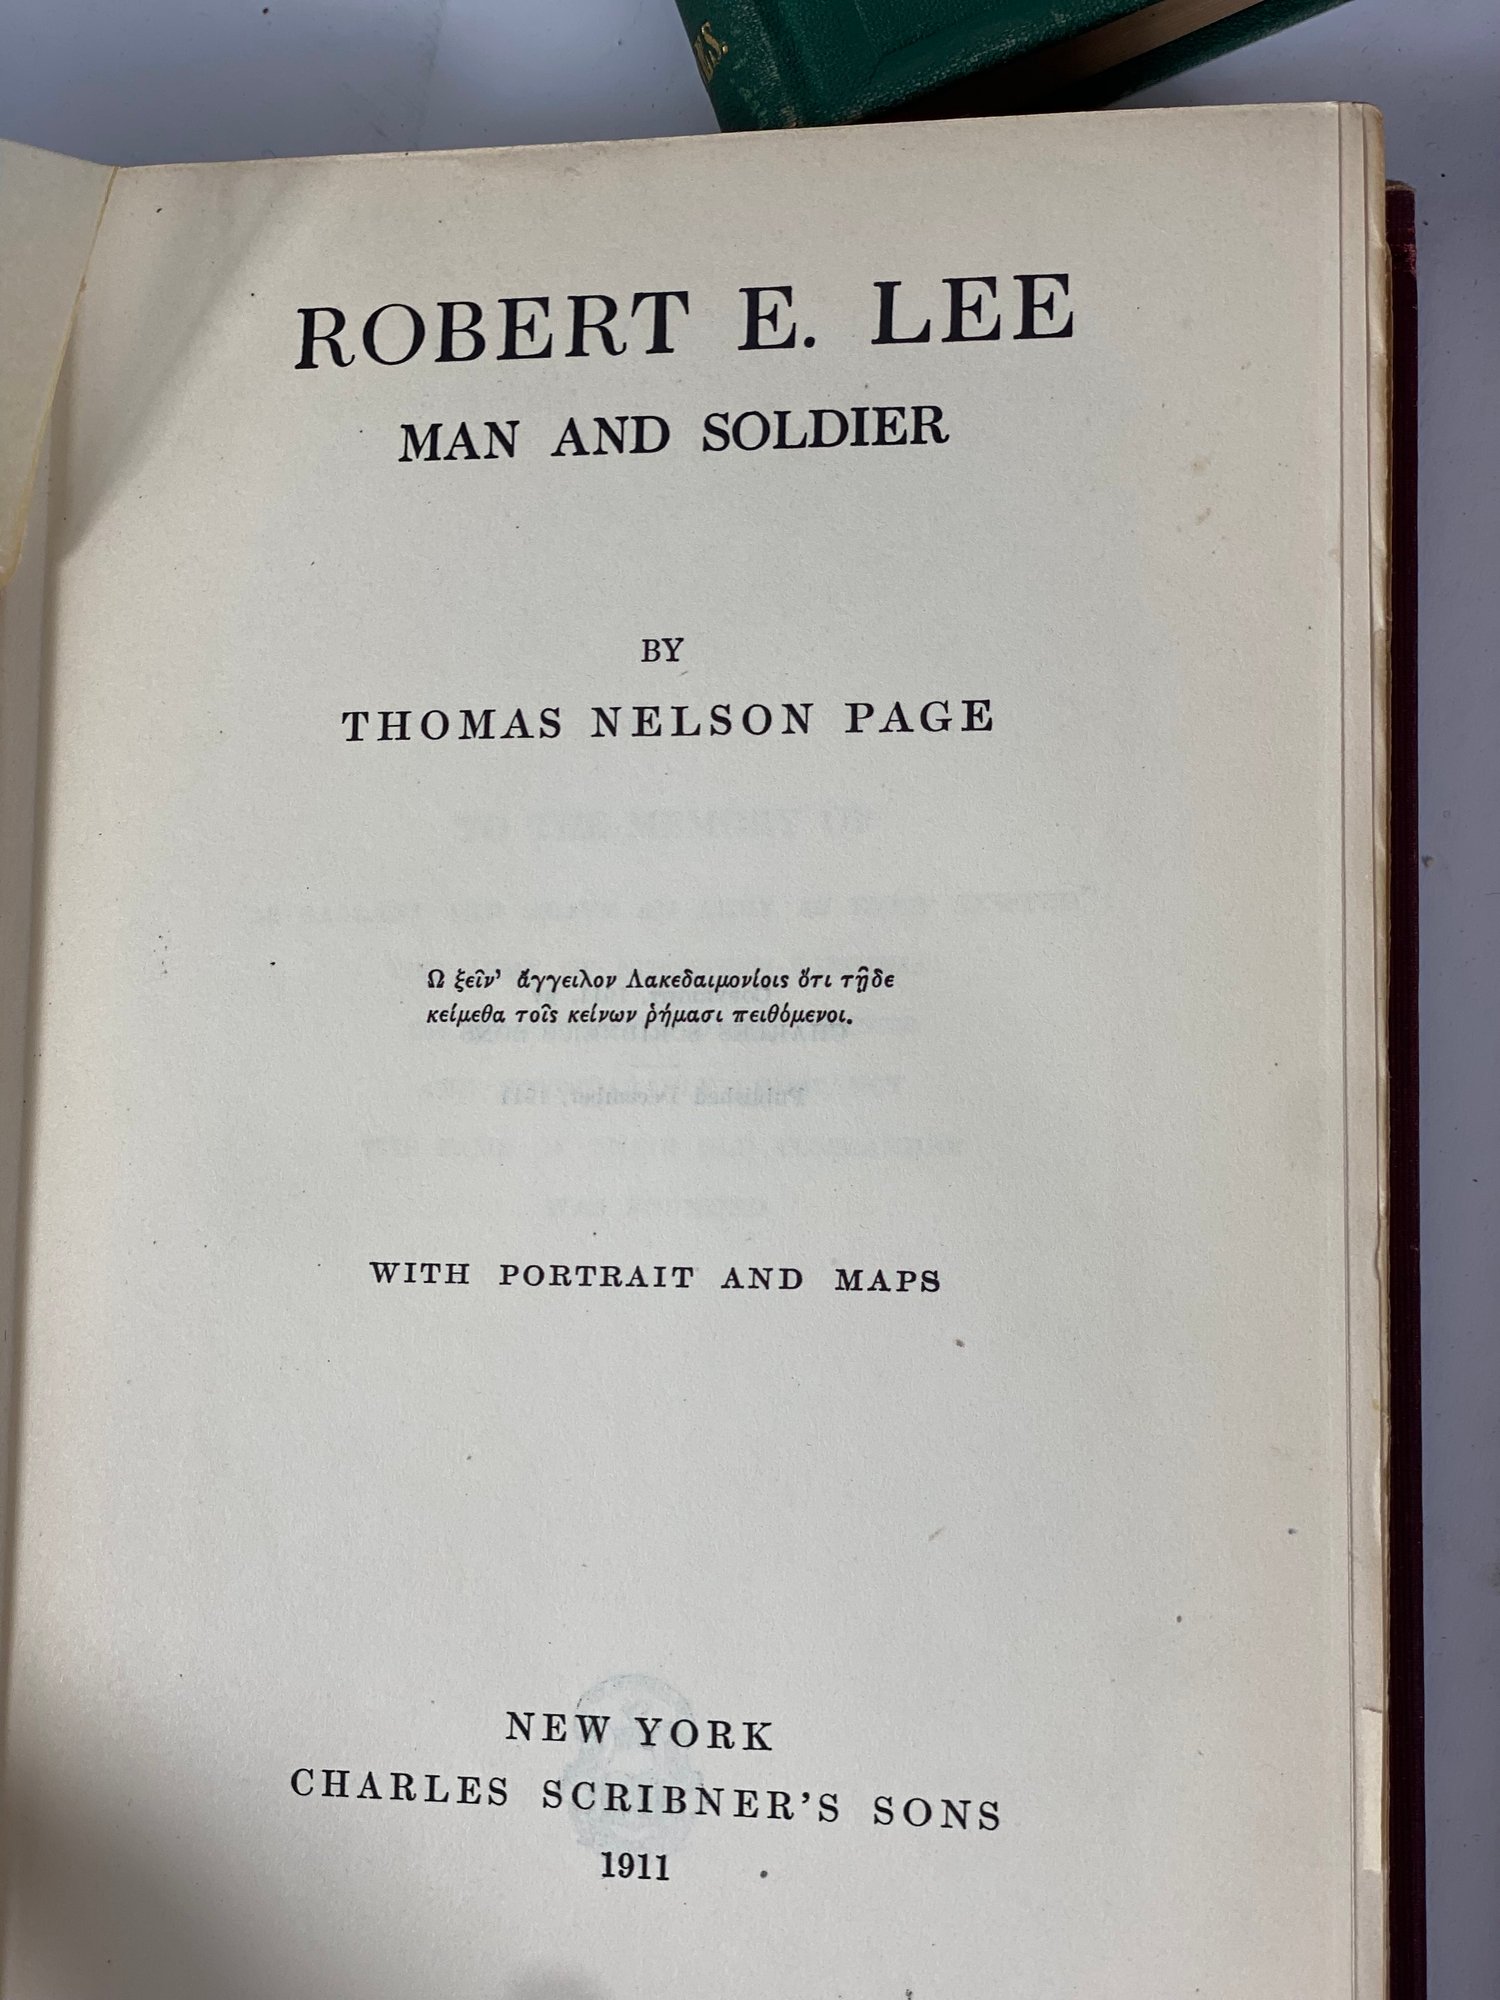 ROBERT E. LEE
MAN AND SOLDIER
BY
THOMAS NELSON PAGE
Ω ξεῖν' ἄγγειλον Λακεδαιμονίοις ὅτι τῇδε
κείμεθα τοῖς κείνων ῥήμασι πειθόμενοι.
WITH PORTRAIT AND MAPS
NEW YORK
CHARLES SCRIBNER'S SONS
1911